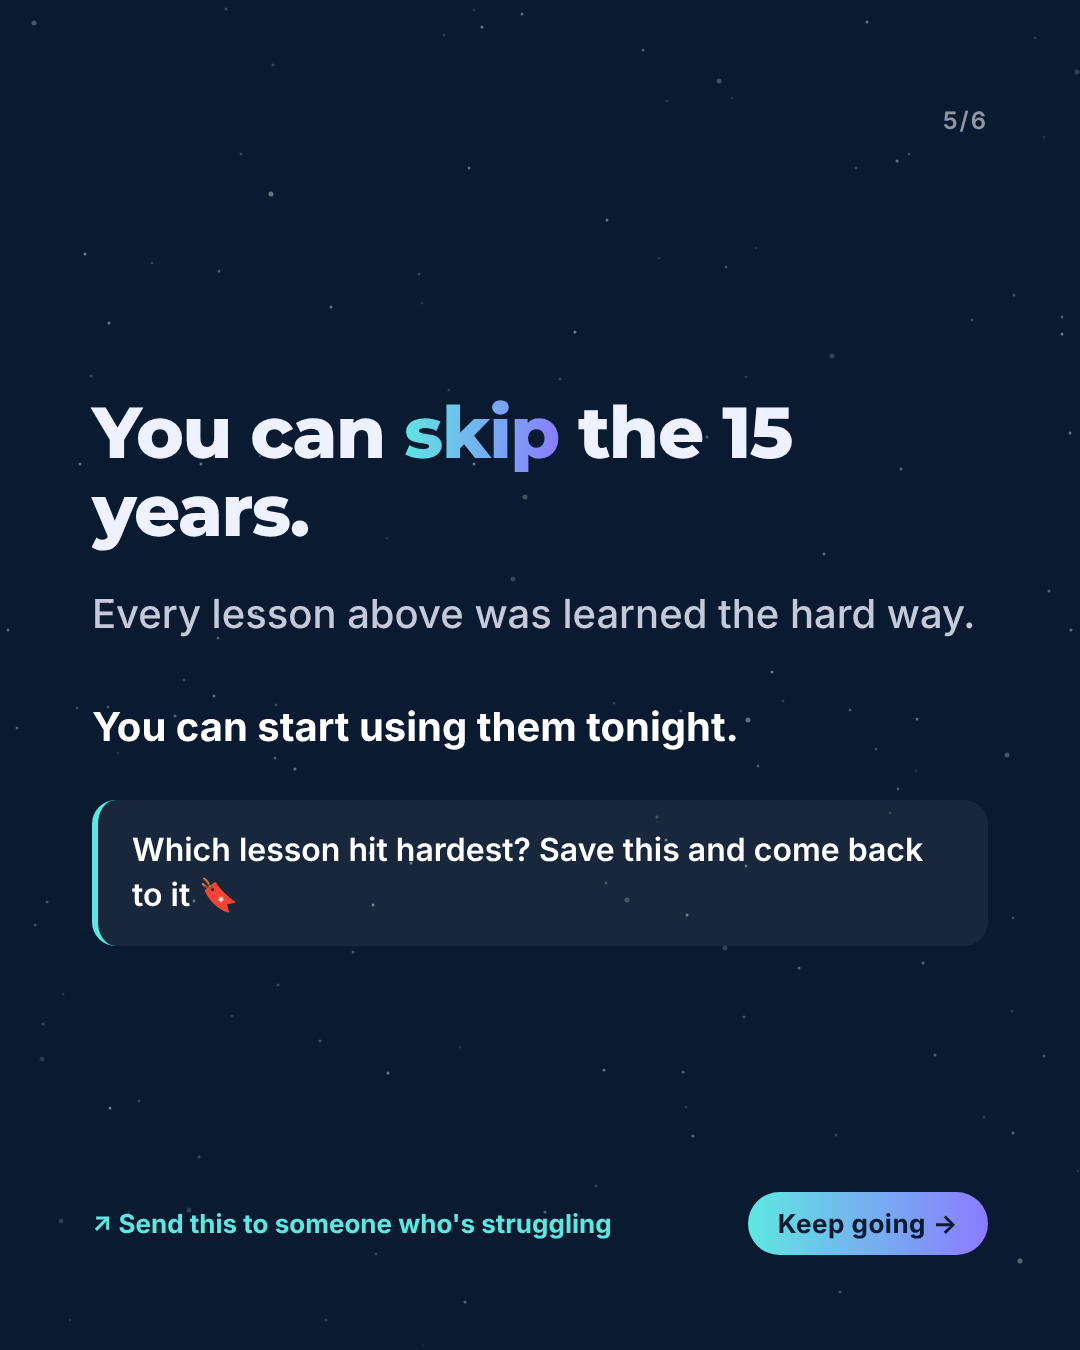 5/6
You can skip the 15
years.
Every lesson above was learned the hard way.
You can start using them tonight.
Which lesson hit hardest? Save this and come back
to it 🔖
↗ Send this to someone who's struggling
Keep going →